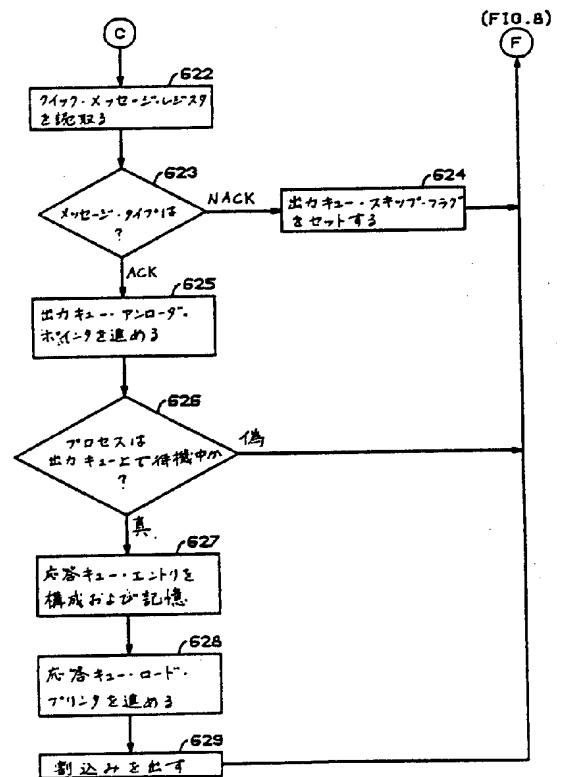 (FIG.8)
C
F
622
クイック・メッセージ・レジスタ
を読取る
623
メッセージ・タイプは
?
NACK
624
出力キュー・スキップ・フラグ
をセットする
ACK
625
出力キュー・アンローダ・
ポインタを進める
626
プロセスは
出力キュー上で待機中か
?
偽
真
627
応答キュー・エントリを
構成および記憶
628
応答キュー・ロード・
プリンタを進める
629
割込みを出す